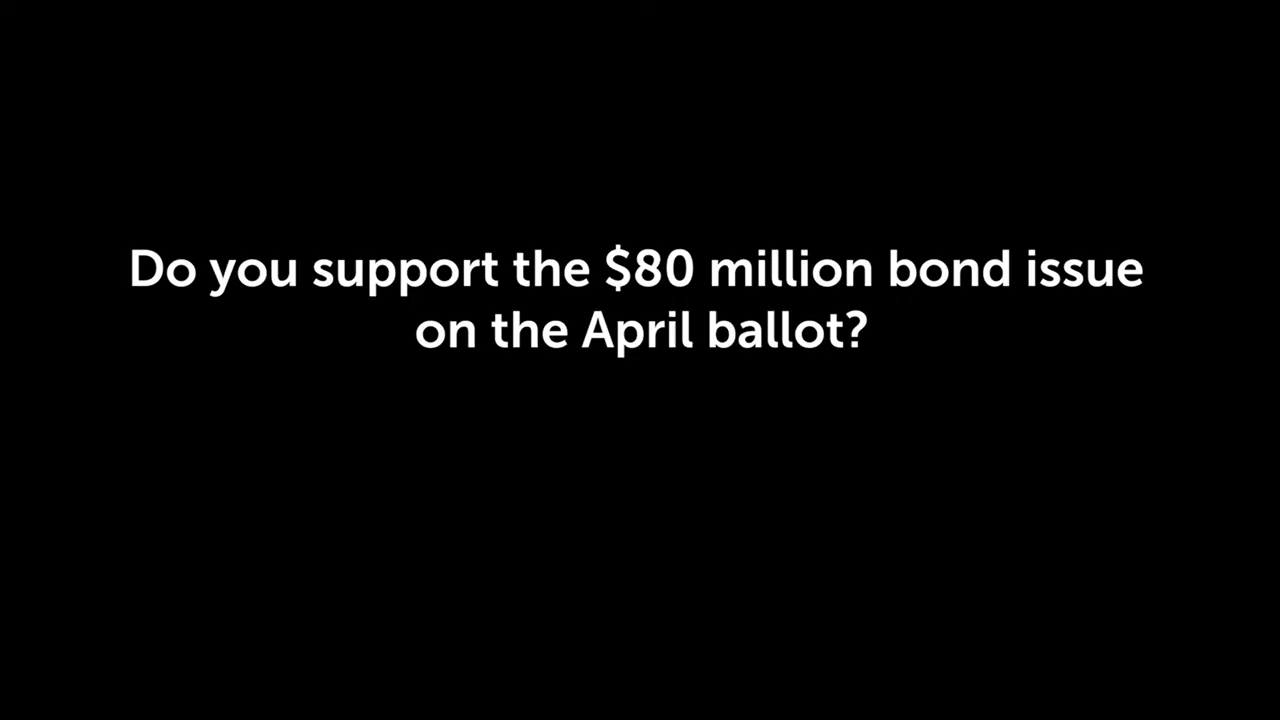 Do you support the $80 million bond issue
on the April ballot?